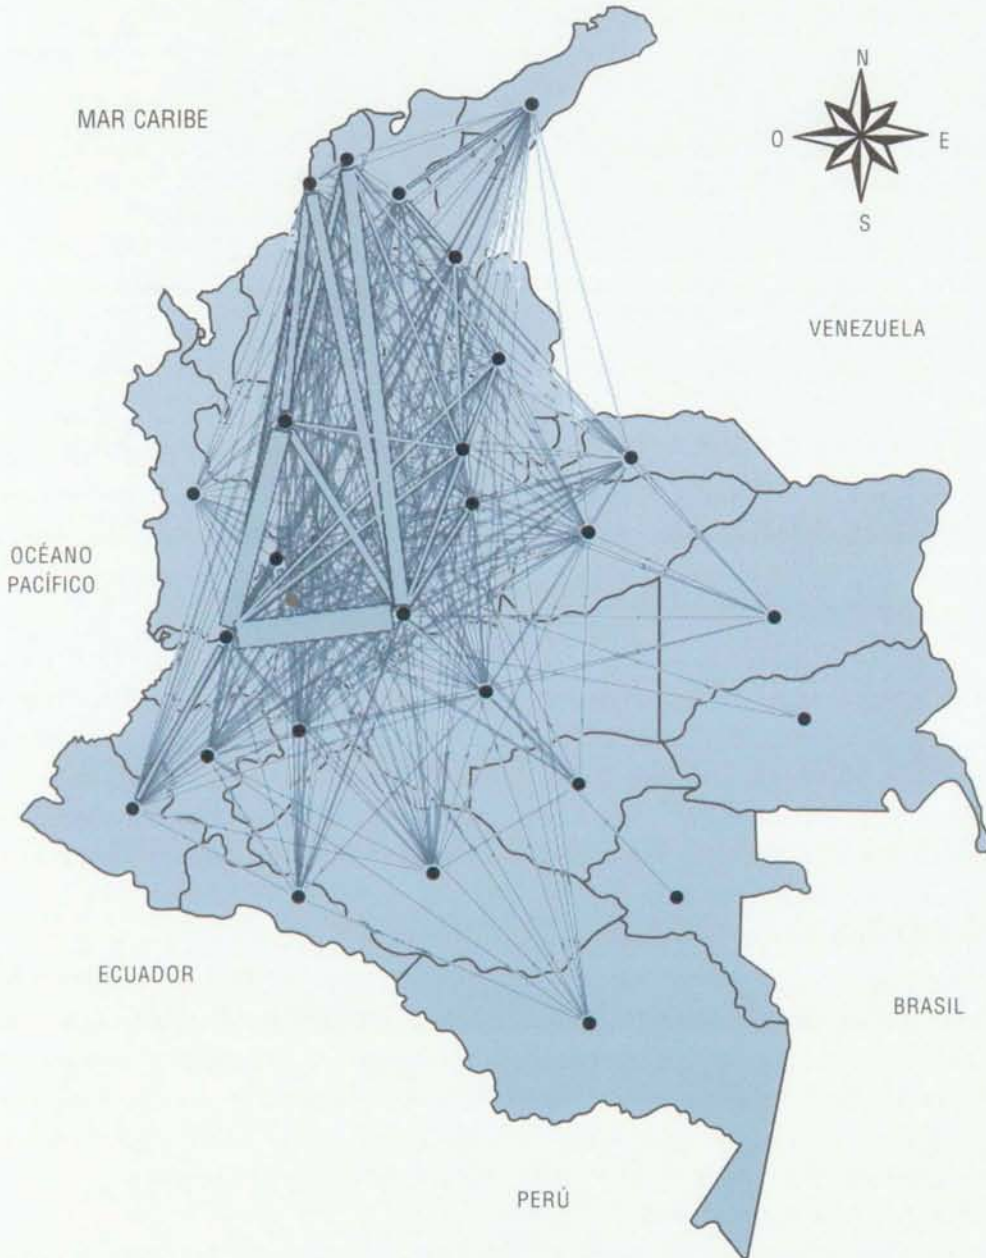 N
MAR CARIBE
O
E
S
VENEZUELA
OCÉANO
PACÍFICO
ECUADOR
BRASIL
PERÚ